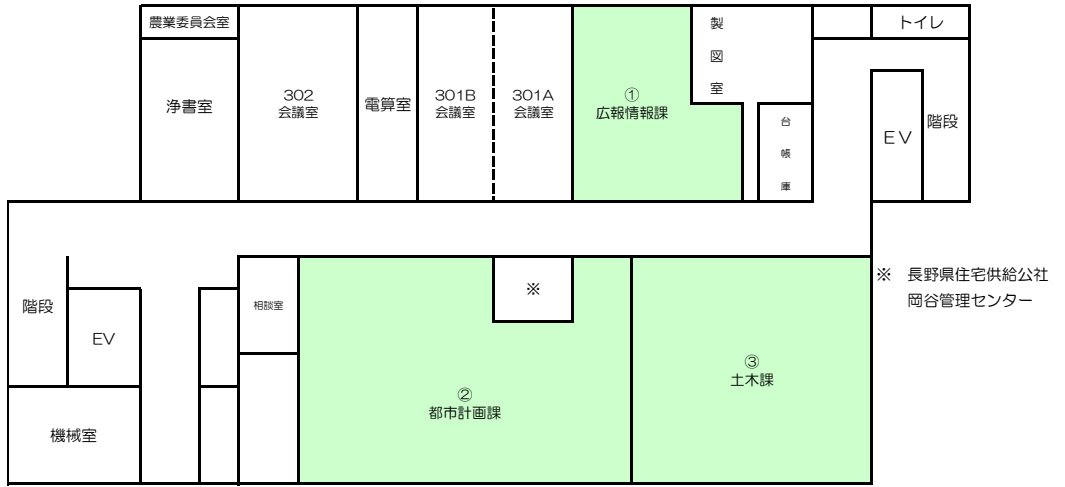 農業委員会室
浄書室
302
会議室
電算室
301B
会議室
301A
会議室
①
広報情報課
製図室
台帳庫
トイレ
EV
階段
※ 長野県住宅供給公社
岡谷管理センター
階段
EV
機械室
相談室
※
②
都市計画課
③
土木課